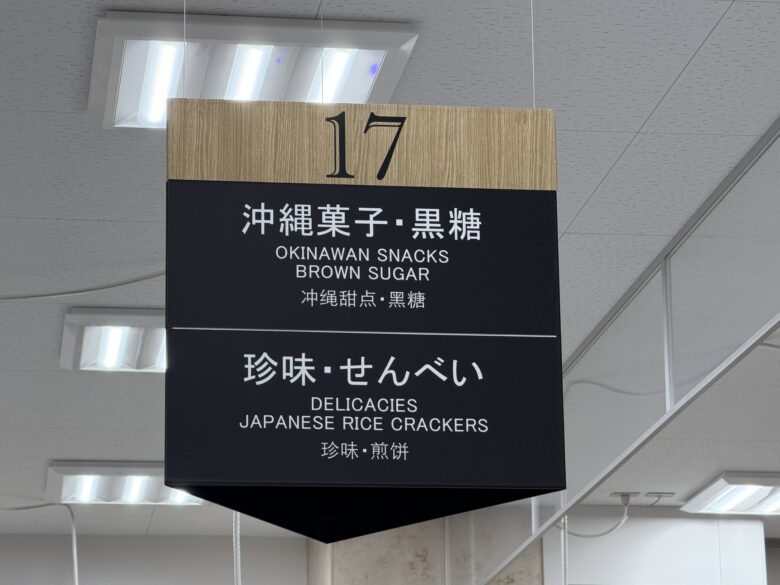 17
沖縄菓子・黒糖
OKINAWAN SNACKS
BROWN SUGAR
冲绳甜点・黑糖
珍味・せんべい
DELICACIES
JAPANESE RICE CRACKERS
珍味・煎饼